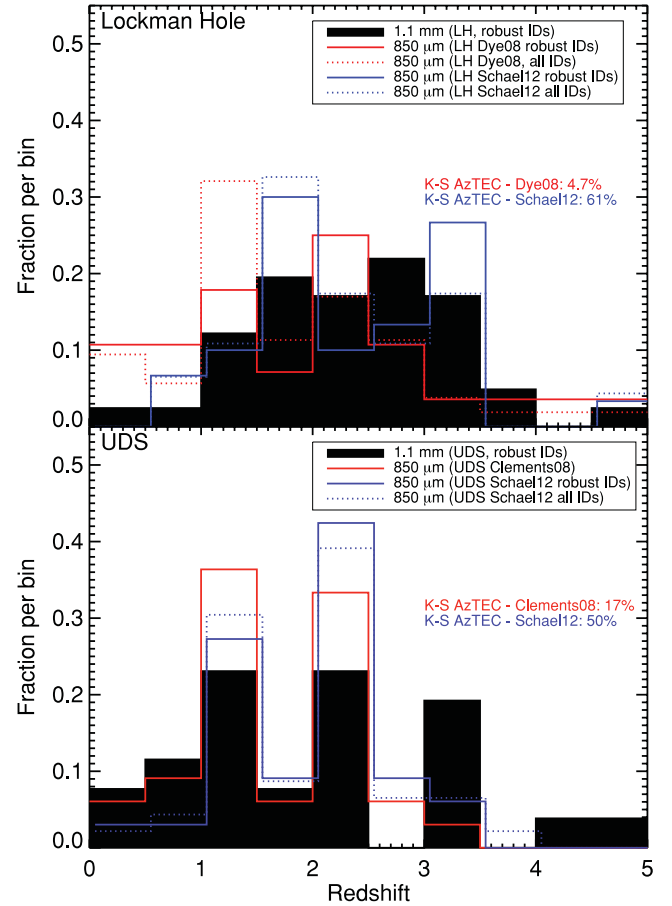 Lockman Hole
1.1 mm (LH, robust IDs)
850 μm (LH Dye08 robust IDs)
850 μm (LH Dye08, all IDs)
850 μm (LH Schael12 robust IDs)
850 μm (LH Schael12 all IDs)
K-S AzTEC - Dye08: 4.7%
K-S AzTEC - Schael12: 61%
Fraction per bin
0.5
0.4
0.3
0.2
0.1
0.0
UDS
1.1 mm (UDS, robust IDs)
850 μm (UDS Clements08)
850 μm (UDS Schael12 robust IDs)
850 μm (UDS Schael12 all IDs)
K-S AzTEC - Clements08: 17%
K-S AzTEC - Schael12: 50%
Fraction per bin
0.5
0.4
0.3
0.2
0.1
0.0
0 1 2 3 4 5
Redshift